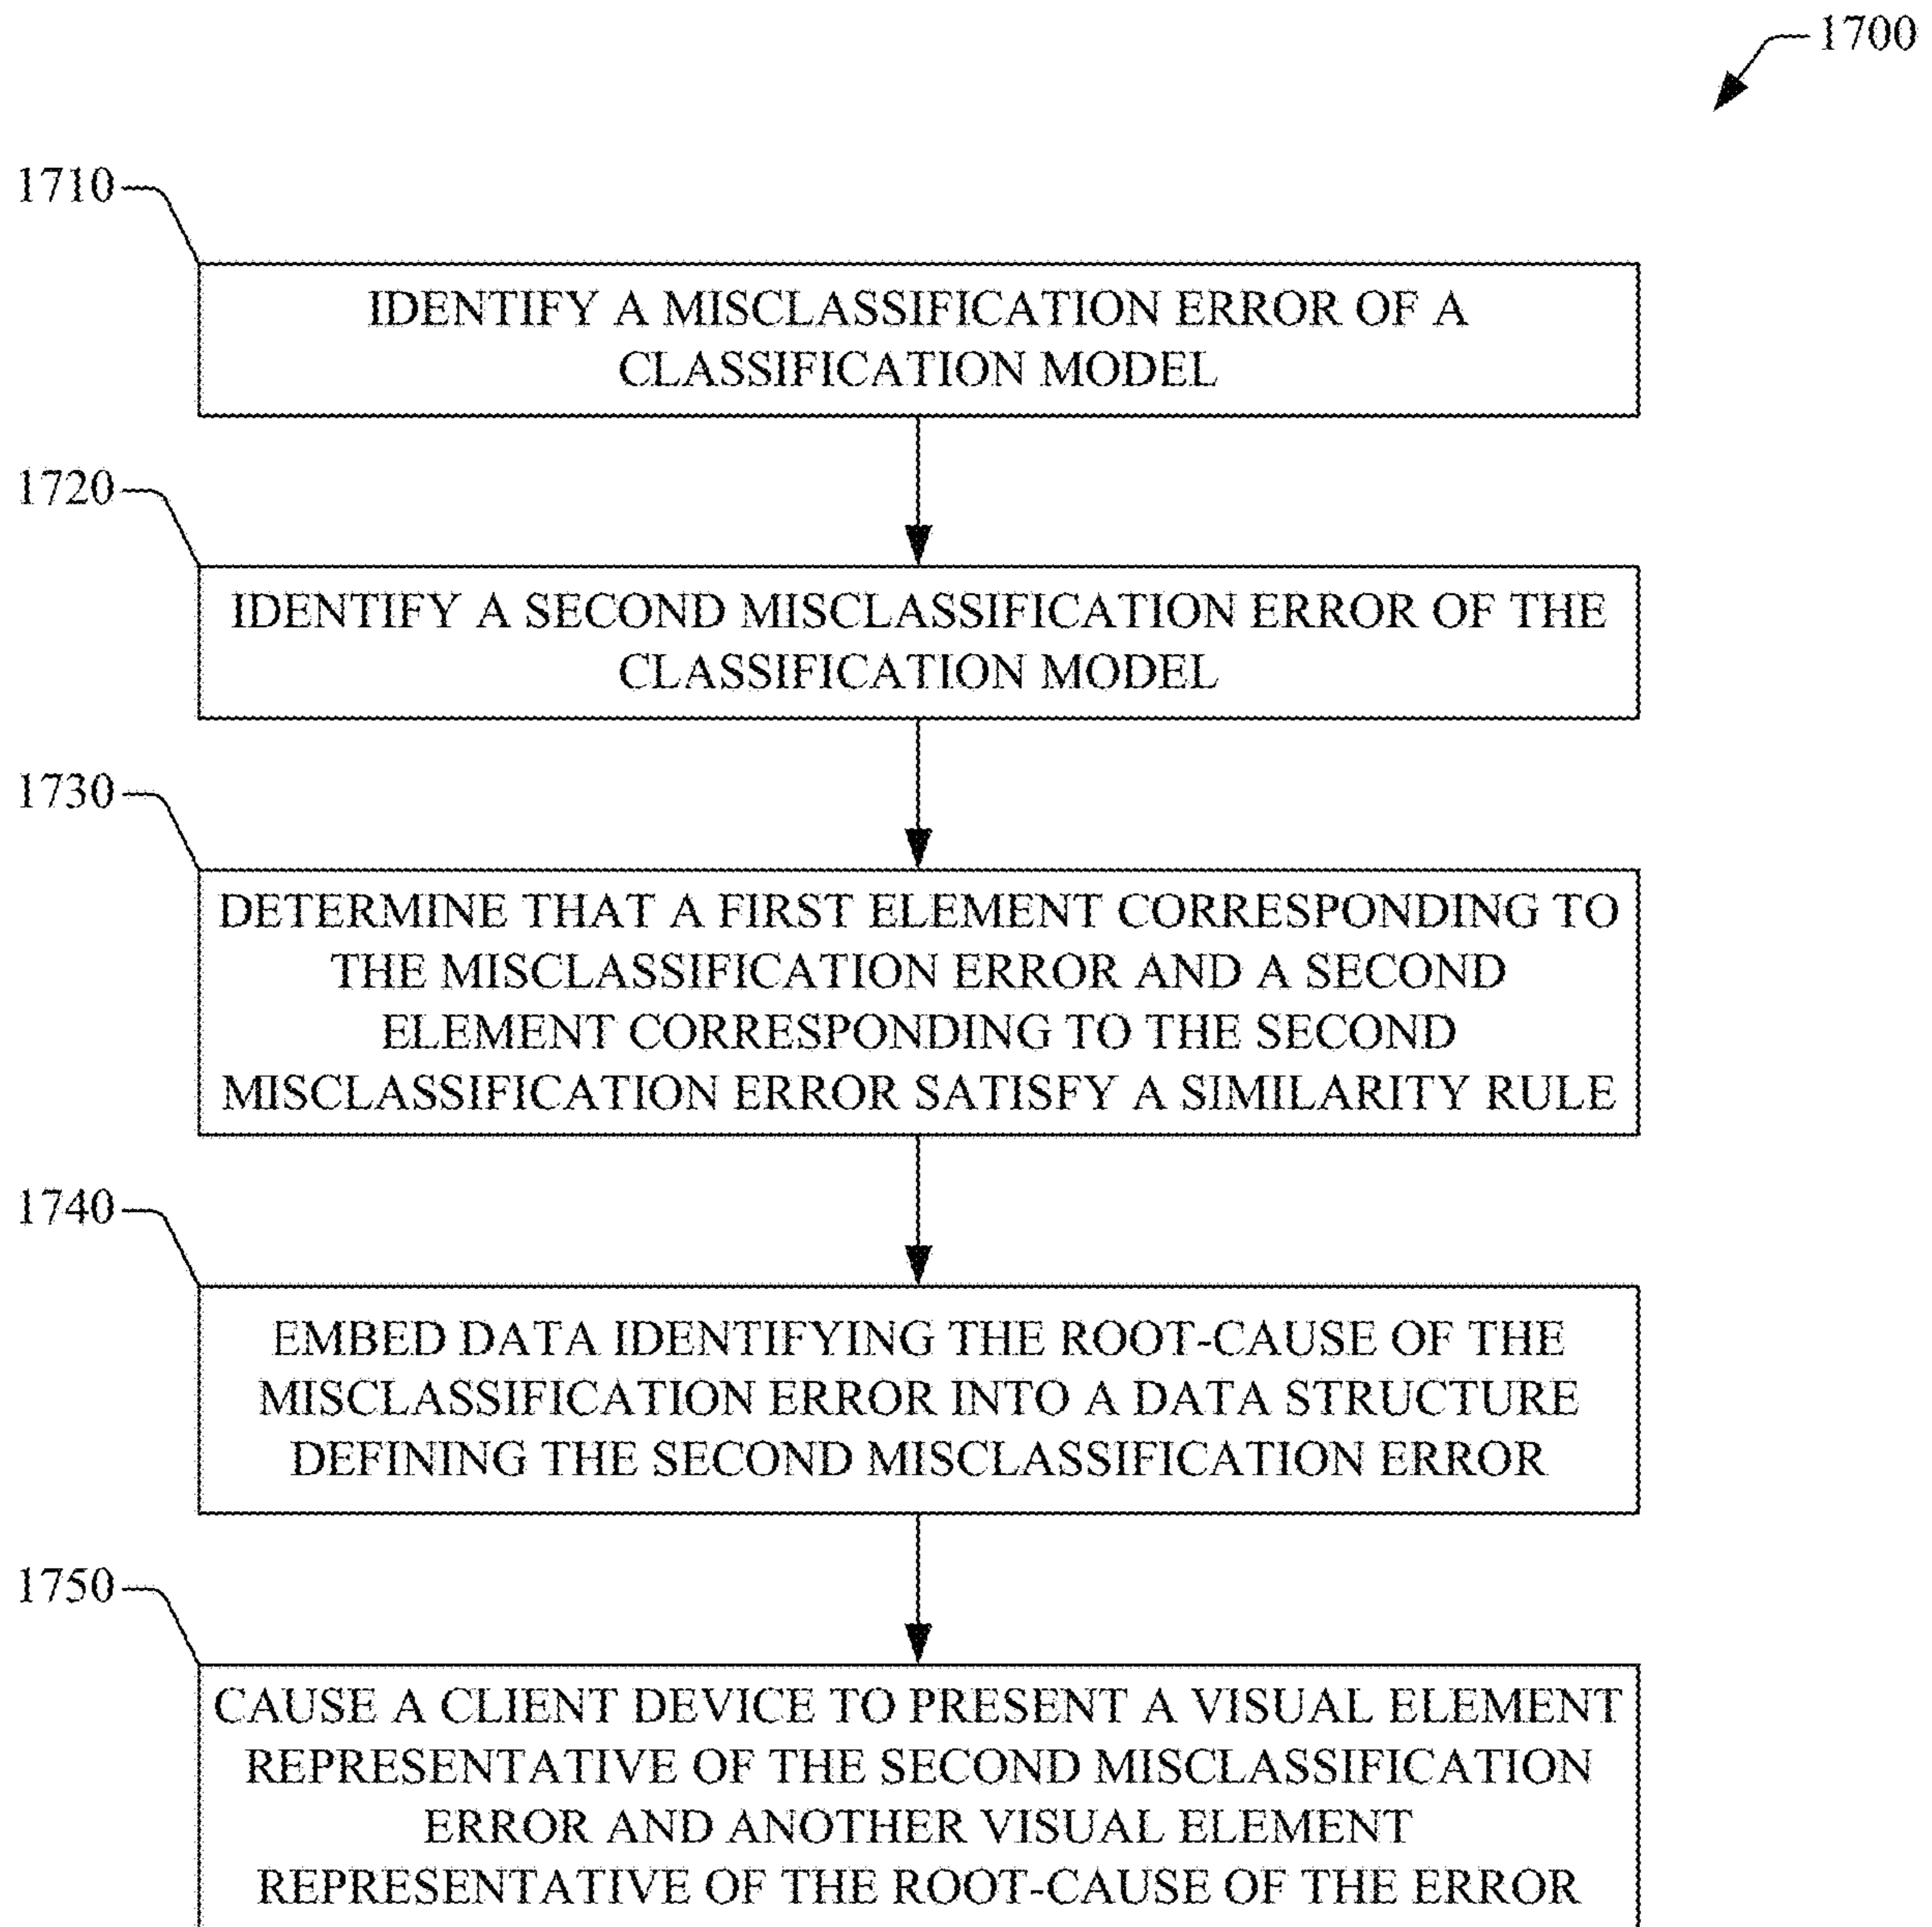 1700
1710
IDENTIFY A MISCLASSIFICATION ERROR OF A
CLASSIFICATION MODEL
1720
IDENTIFY A SECOND MISCLASSIFICATION ERROR OF THE
CLASSIFICATION MODEL
1730
DETERMINE THAT A FIRST ELEMENT CORRESPONDING TO
THE MISCLASSIFICATION ERROR AND A SECOND
ELEMENT CORRESPONDING TO THE SECOND
MISCLASSIFICATION ERROR SATISFY A SIMILARITY RULE
1740
EMBED DATA IDENTIFYING THE ROOT-CAUSE OF THE
MISCLASSIFICATION ERROR INTO A DATA STRUCTURE
DEFINING THE SECOND MISCLASSIFICATION ERROR
1750
CAUSE A CLIENT DEVICE TO PRESENT A VISUAL ELEMENT
REPRESENTATIVE OF THE SECOND MISCLASSIFICATION
ERROR AND ANOTHER VISUAL ELEMENT
REPRESENTATIVE OF THE ROOT-CAUSE OF THE ERROR